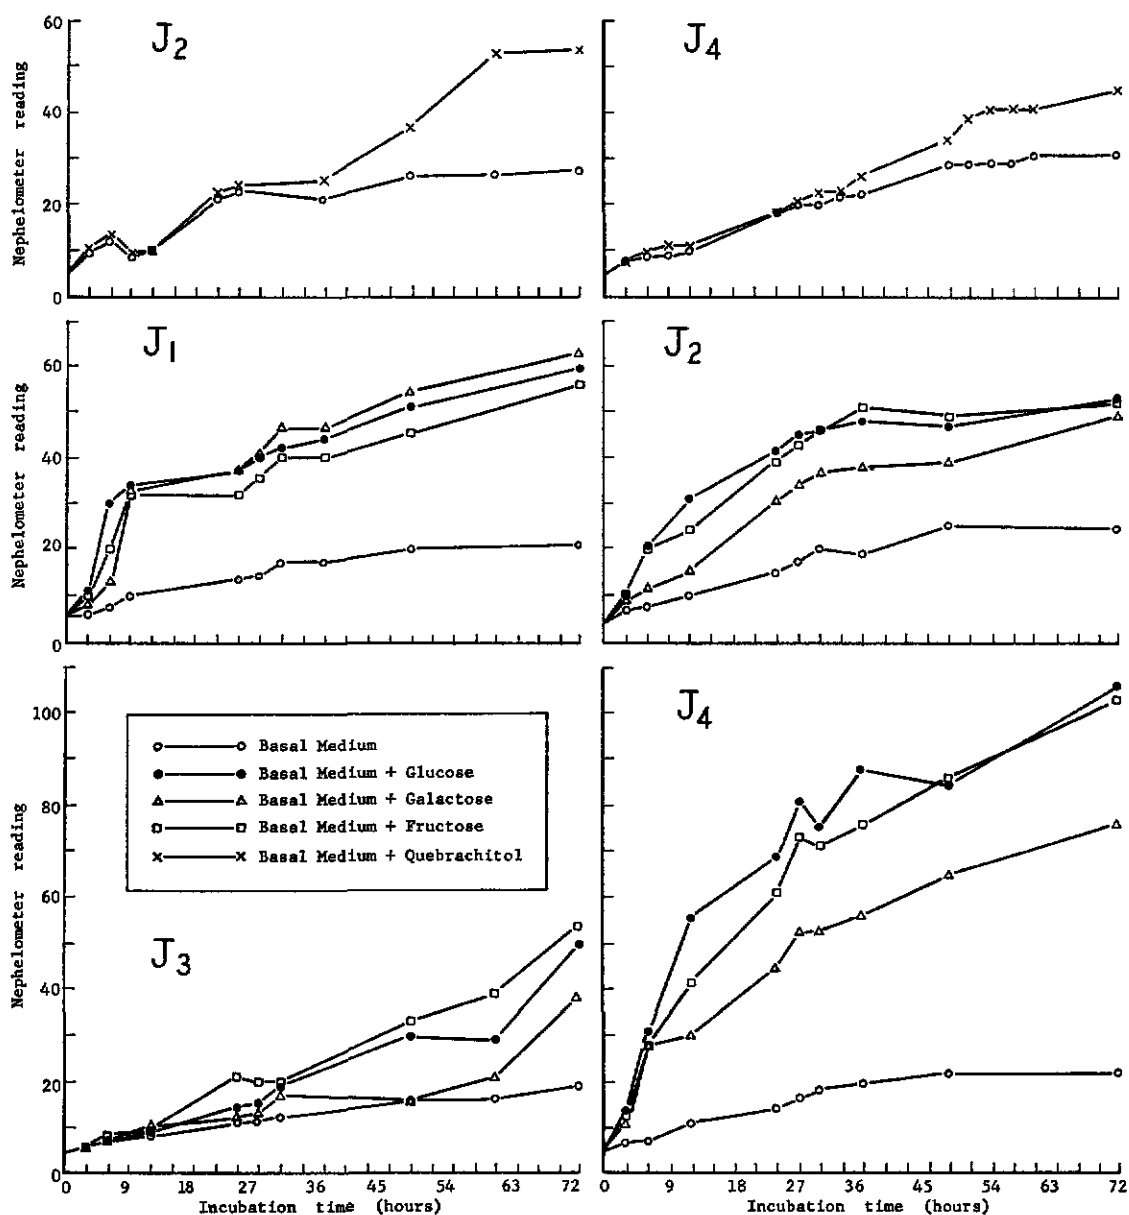 J2
J4
60
40
20
0
Nephelometer reading
J1
J2
60
40
20
0
Nephelometer reading
J3
J4
100
80
60
40
20
0
Nephelometer reading
Basal Medium
Basal Medium + Glucose
Basal Medium + Galactose
Basal Medium + Fructose
Basal Medium + Quebrachitol
0 9 18 27 36 45 54 63 72
Incubation time (hours)
0 9 18 27 36 45 54 63 72
Incubation time (hours)